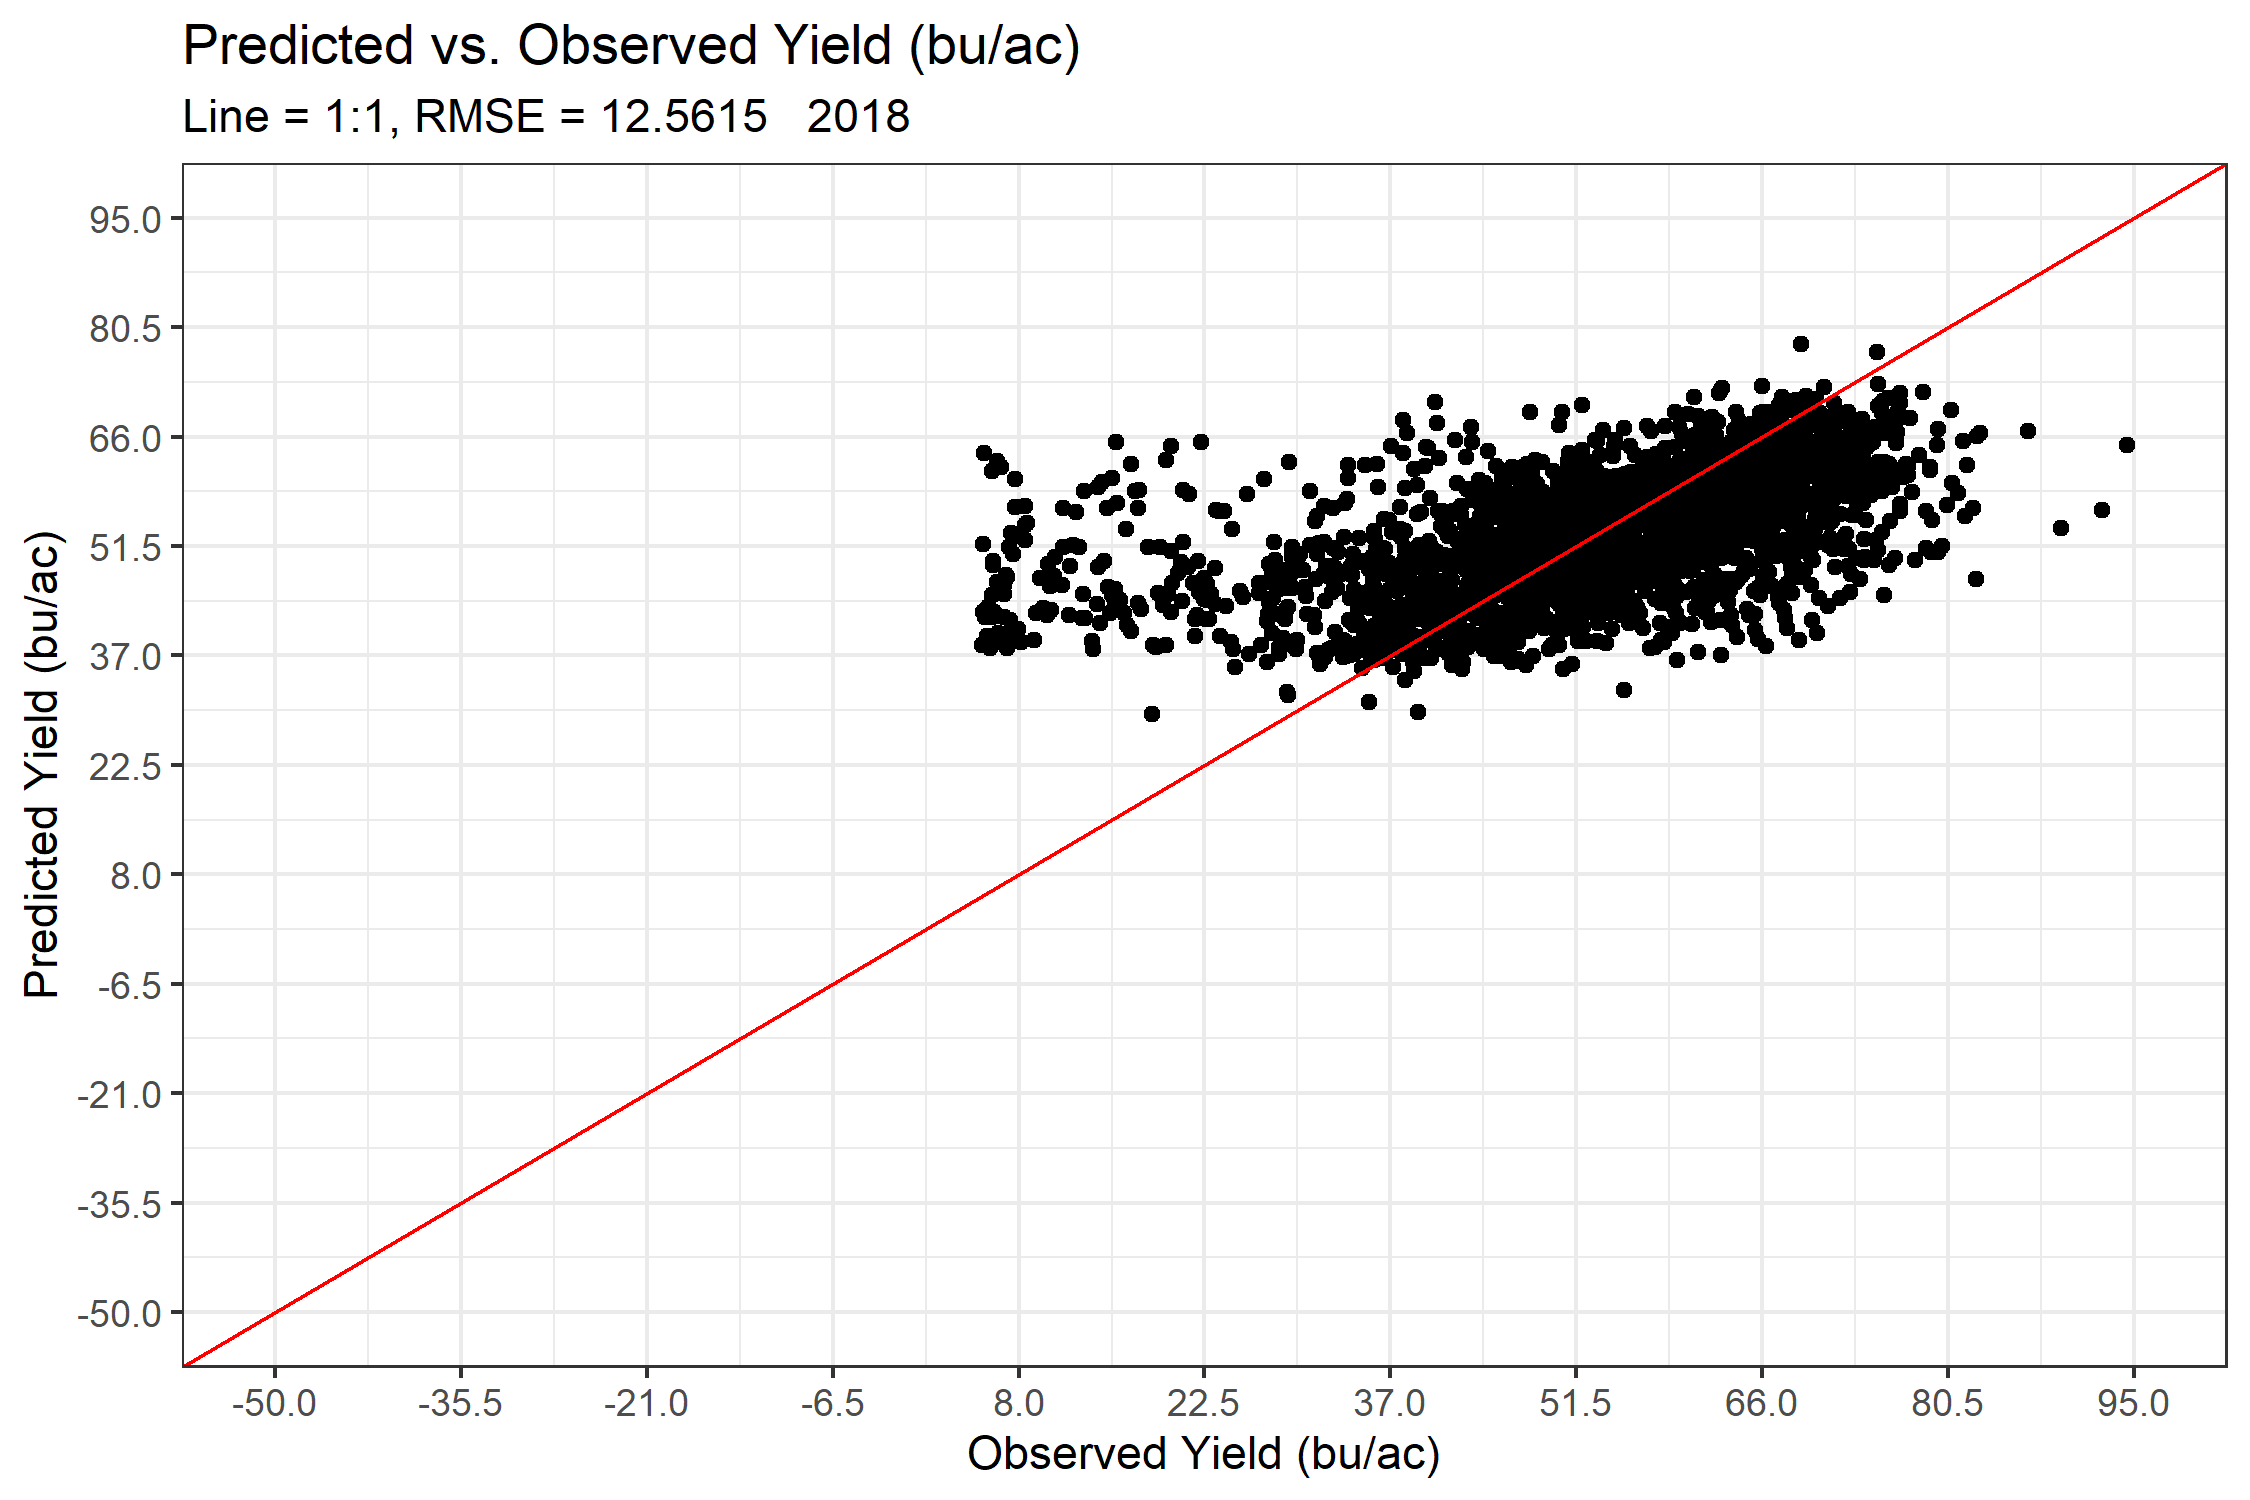 Predicted vs. Observed Yield (bu/ac)
Line = 1:1, RMSE = 12.5615   2018
Predicted Yield (bu/ac)
95.0
80.5
66.0
51.5
37.0
22.5
8.0
-6.5
-21.0
-35.5
-50.0
-50.0 -35.5 -21.0 -6.5 8.0 22.5 37.0 51.5 66.0 80.5 95.0
Observed Yield (bu/ac)